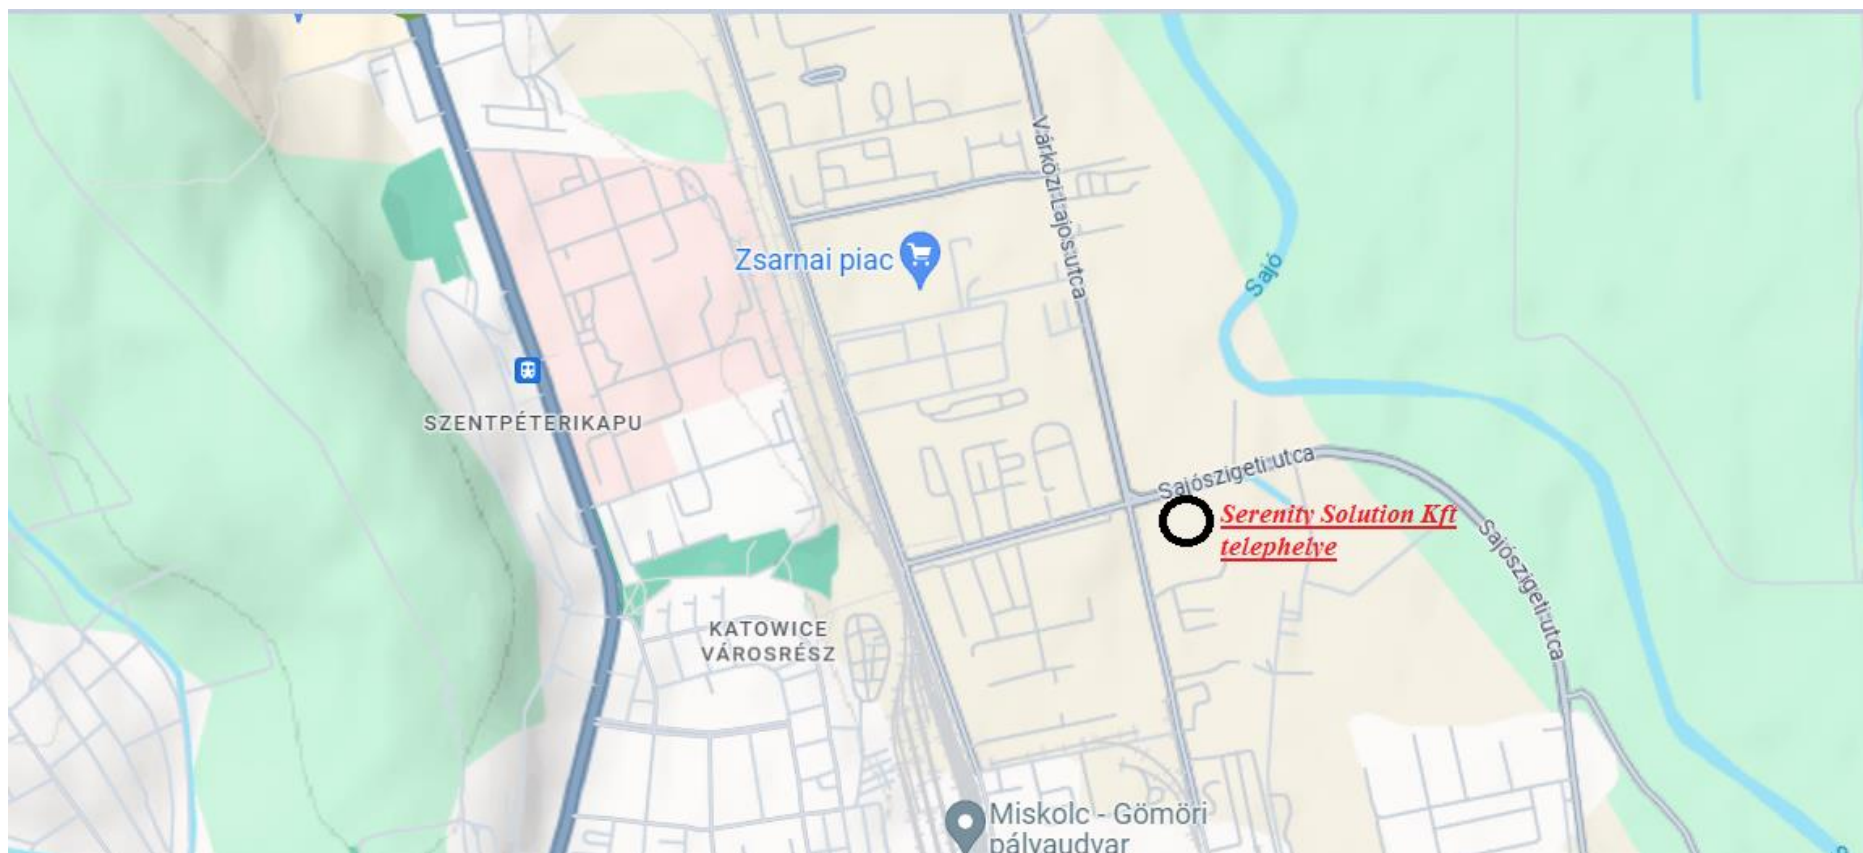 Várközi Lajos utca
Zsarnai piac
Sajó
SZENTPÉTERIKAPU
Sajószigeti utca
Serenity Solution Kft
telephelye
Sajószigeti utca
KATOWICE
VÁROSRÉSZ
Miskolc - Gömöri
pályaudvar